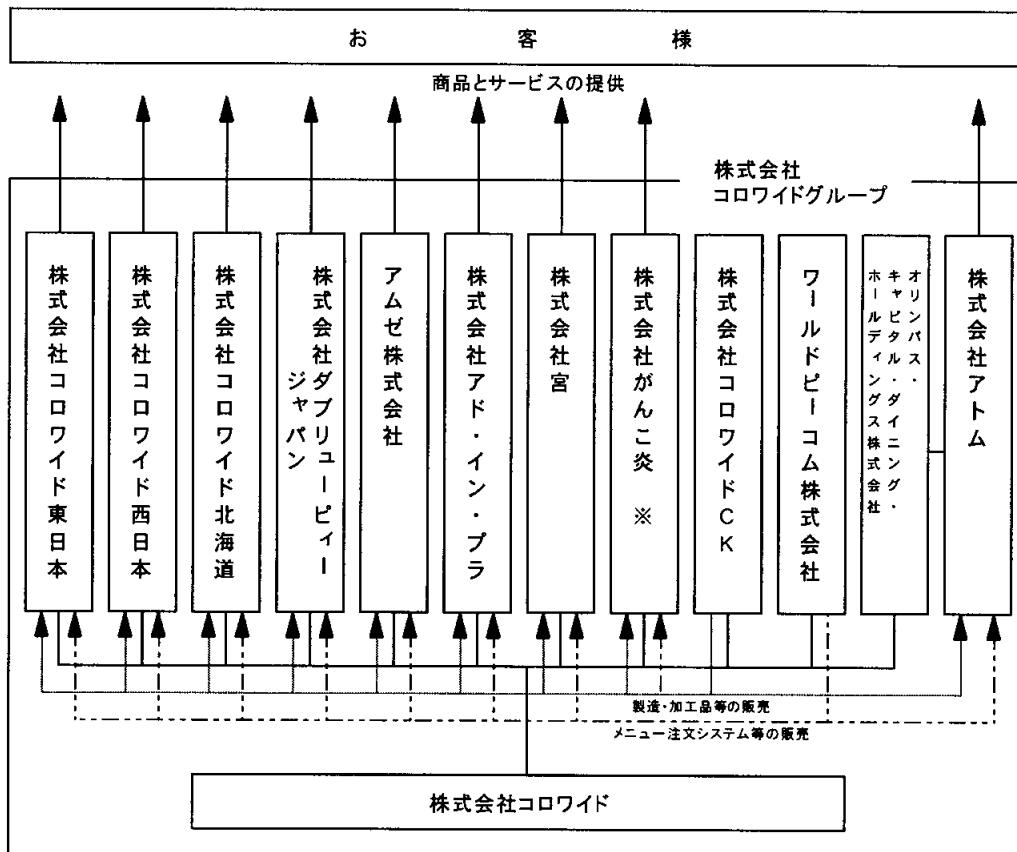 お客様
商品とサービスの提供
株式会社
コロワイドグループ
株式会社コロワイド東日本
株式会社コロワイド西日本
株式会社コロワイド北海道
株式会社ダブリューピィー
ジャパン
アムゼ株式会社
株式会社アド・イン・プラ
株式会社宮
株式会社がんこ炎 ※
株式会社コロワイドCK
ワールドピーコム株式会社
オリンパス・
キャピタル・ダイニング・
ホールディングス株式会社
株式会社アトム
製造・加工品等の販売
メニュー注文システム等の販売
株式会社コロワイド